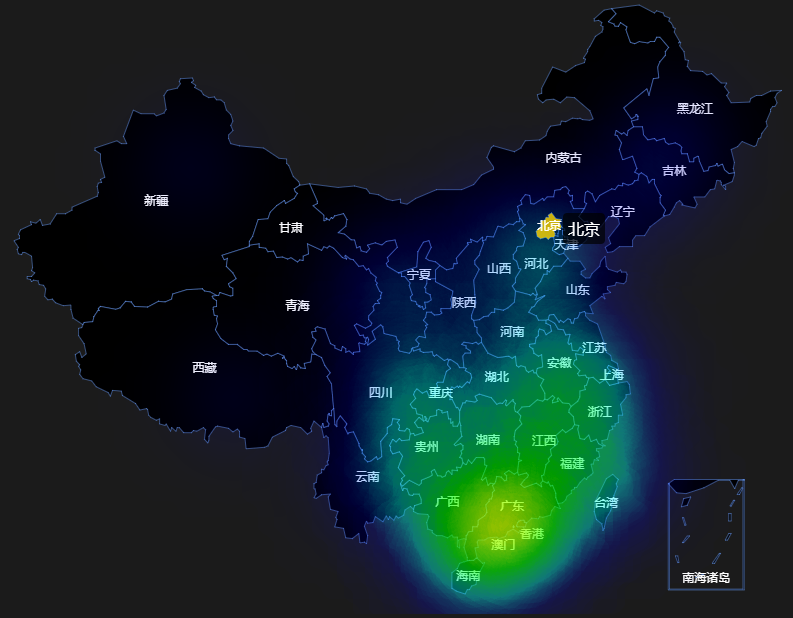 黑龙江
内蒙古
吉林
新疆
辽宁
甘肃
北京
北京
天津
河北
山西
宁夏
山东
陕西
青海
河南
江苏
安徽
西藏
上海
湖北
四川
重庆
浙江
湖南
江西
贵州
福建
云南
广西
台湾
广东
香港
澳门
海南
南海诸岛